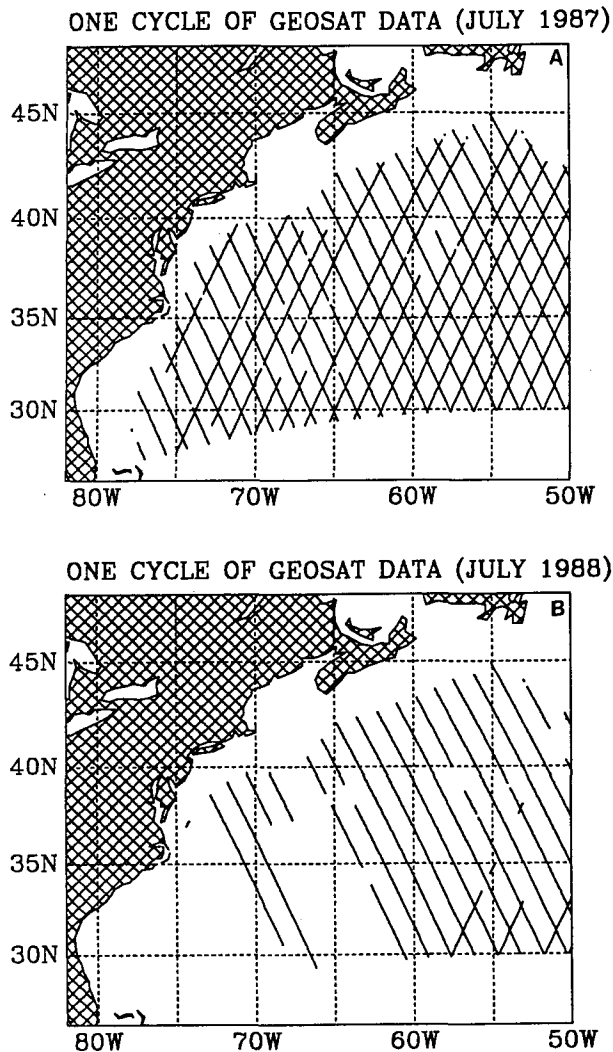 ONE CYCLE OF GEOSAT DATA (JULY 1987)
A
45N
40N
35N
30N
80W 70W 60W 50W
ONE CYCLE OF GEOSAT DATA (JULY 1988)
B
45N
40N
35N
30N
80W 70W 60W 50W